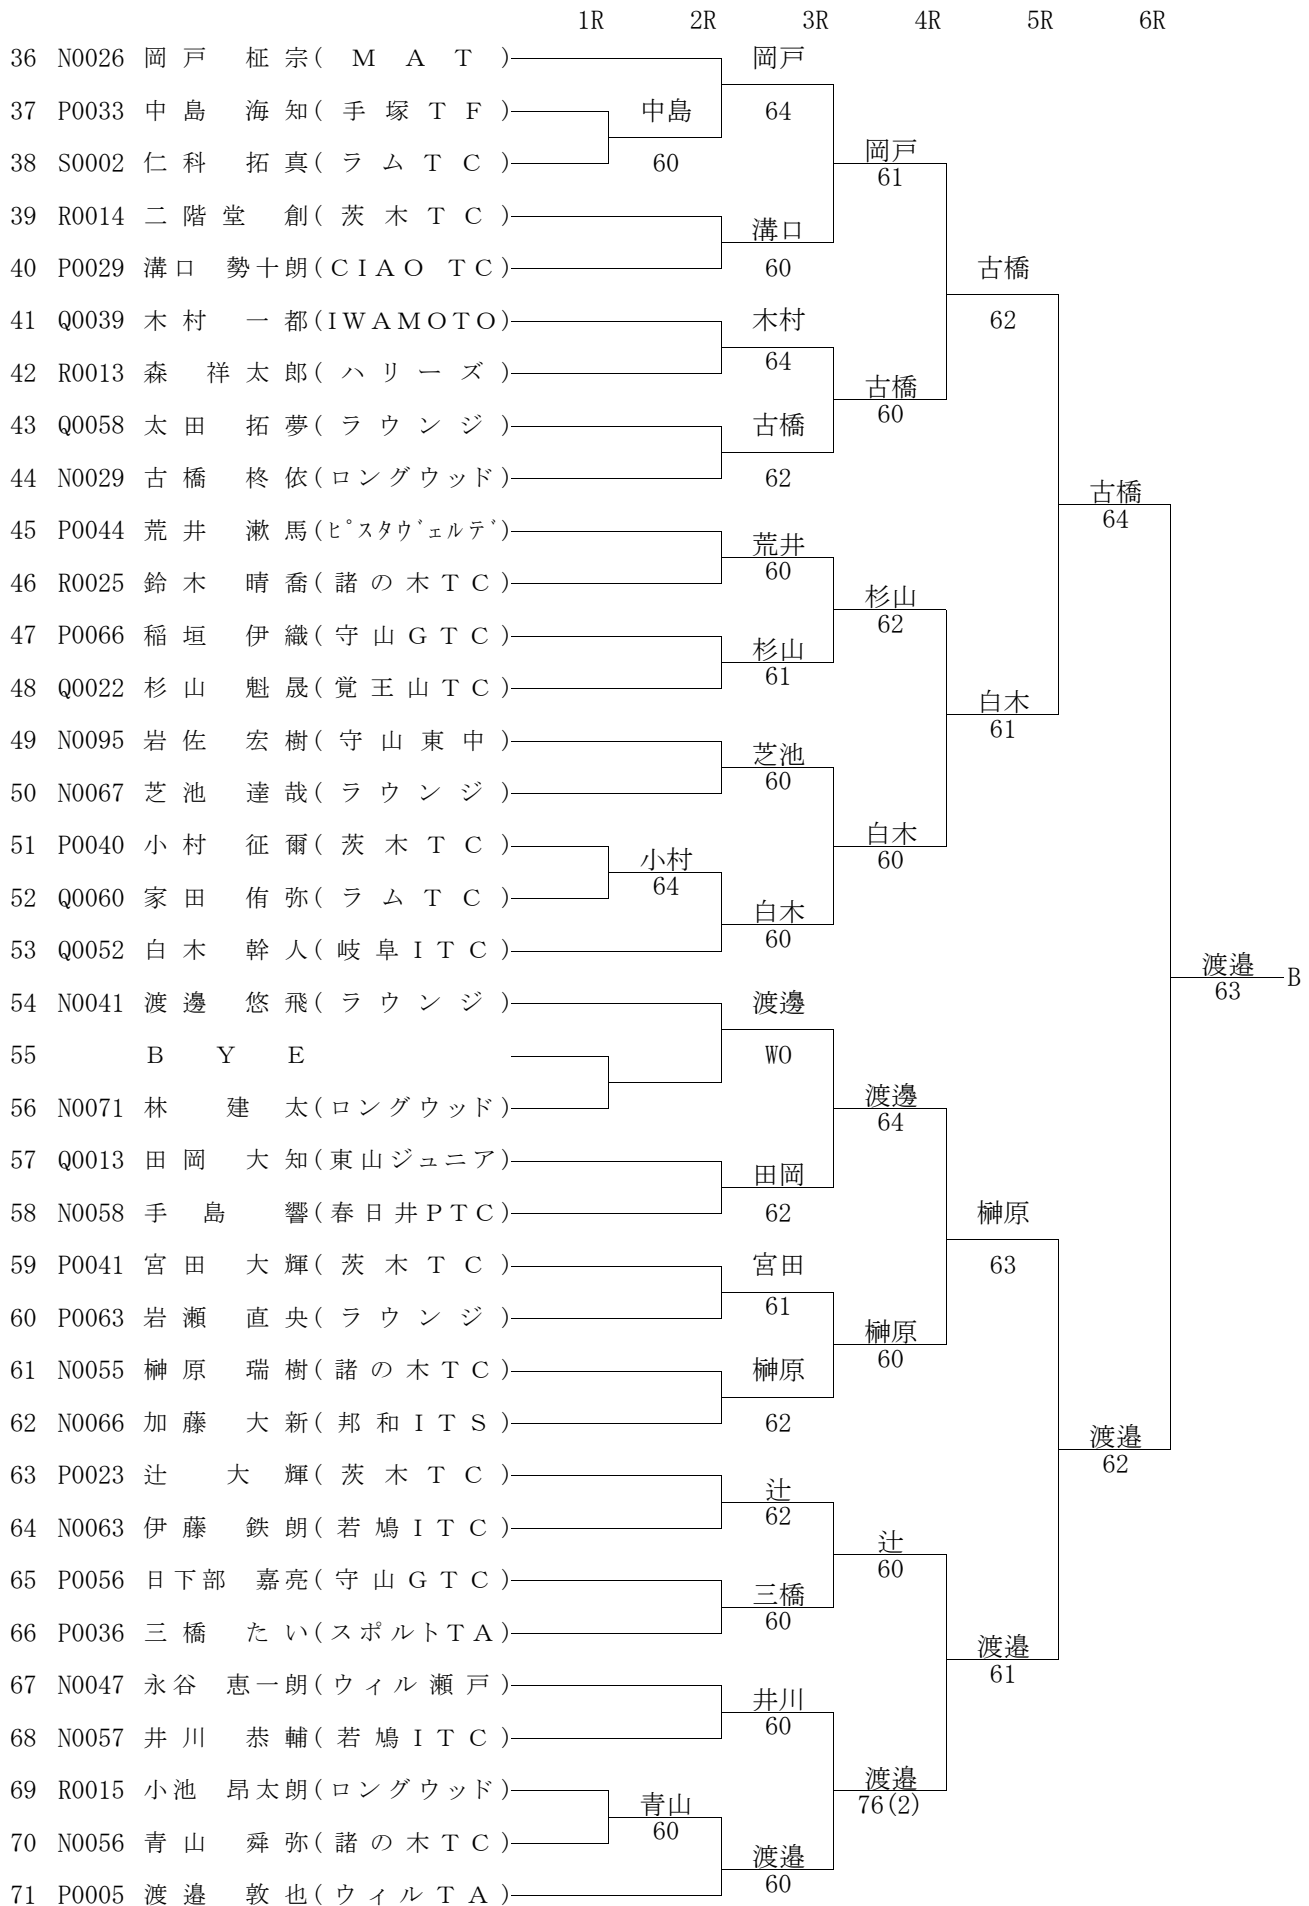 1R 2R 3R 4R 5R 6R
36 N0026 岡戸 柾宗(MAT) 岡戸
37 P0033 中島 海知(手塚TF) 中島 64
38 S0002 仁科 拓真(ラムTC) 60 岡戸 61
39 R0014 二階堂 創(茨木TC) 溝口
40 P0029 溝口 勢十朗(CIAO TC) 60 古橋
41 Q0039 木村 一都(IWAMOTO) 木村 62
42 R0013 森 祥太郎(ハリーズ) 64 古橋 60
43 Q0058 太田 拓夢(ラウンジ) 古橋
44 N0029 古橋 柊依(ロングウッド) 62 古橋 64
45 P0044 荒井 漱馬(ピスタヴェルデ) 荒井
46 R0025 鈴木 晴喬(諸の木TC) 60 杉山 62
47 P0066 稲垣 伊織(守山GTC) 杉山
48 Q0022 杉山 魁晟(覚王山TC) 61 白木 61
49 N0095 岩佐 宏樹(守山東中) 芝池
50 N0067 芝池 達哉(ラウンジ) 60
51 P0040 小村 征爾(茨木TC) 小村 白木 60
52 Q0060 家田 侑弥(ラムTC) 64 白木
53 Q0052 白木 幹人(岐阜ITC) 60 渡邉 63 B
54 N0041 渡邊 悠飛(ラウンジ) 渡邊
55 BYE WO
56 N0071 林 建太(ロングウッド) 渡邊 64
57 Q0013 田岡 大知(東山ジュニア) 田岡
58 N0058 手島 響(春日井PTC) 62 榊原
59 P0041 宮田 大輝(茨木TC) 宮田 63
60 P0063 岩瀬 直央(ラウンジ) 61 榊原 60
61 N0055 榊原 瑞樹(諸の木TC) 榊原
62 N0066 加藤 大新(邦和ITS) 62 渡邉 62
63 P0023 辻 大輝(茨木TC) 辻
64 N0063 伊藤 鉄朗(若鳩ITC) 62 辻 60
65 P0056 日下部 嘉亮(守山GTC) 三橋
66 P0036 三橋 たい(スポルトTA) 60 渡邉 61
67 N0047 永谷 恵一朗(ウィル瀬戸) 井川
68 N0057 井川 恭輔(若鳩ITC) 60
69 R0015 小池 昂太朗(ロングウッド) 青山 渡邉 76(2)
70 N0056 青山 舜弥(諸の木TC) 60 渡邉
71 P0005 渡邉 敦也(ウィルTA) 60